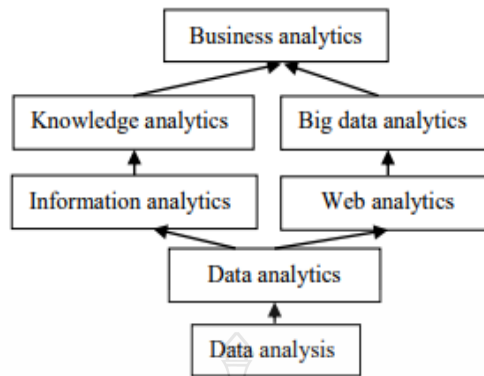 Business analytics
Knowledge analytics
Big data analytics
Information analytics
Web analytics
Data analytics
Data analysis